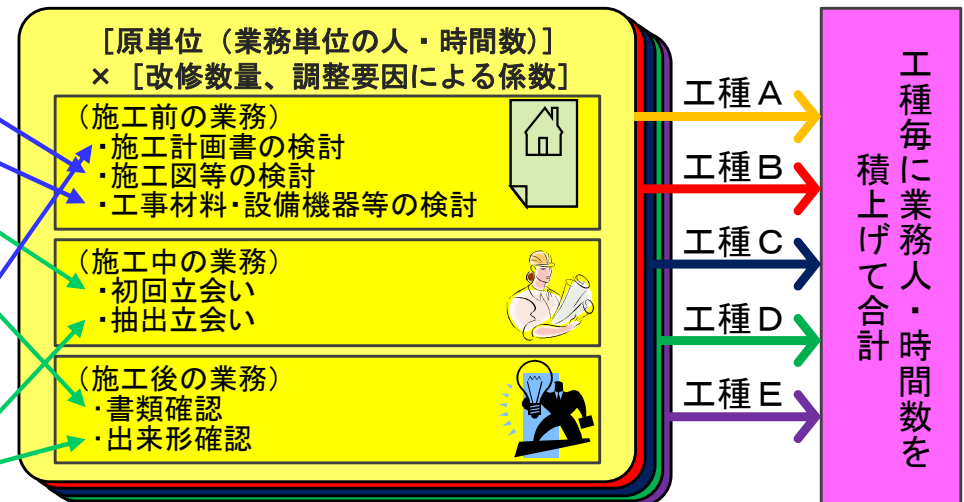 [原単位（業務単位の人・時間数）]
× [改修数量、調整要因による係数]
（施工前の業務）
・施工計画書の検討
・施工図等の検討
・工事材料・設備機器等の検討
（施工中の業務）
・初回立会い
・抽出立会い
（施工後の業務）
・書類確認
・出来形確認
工種A
工種B
工種C
工種D
工種E
工種毎に業務人・時間数を
積上げて合計